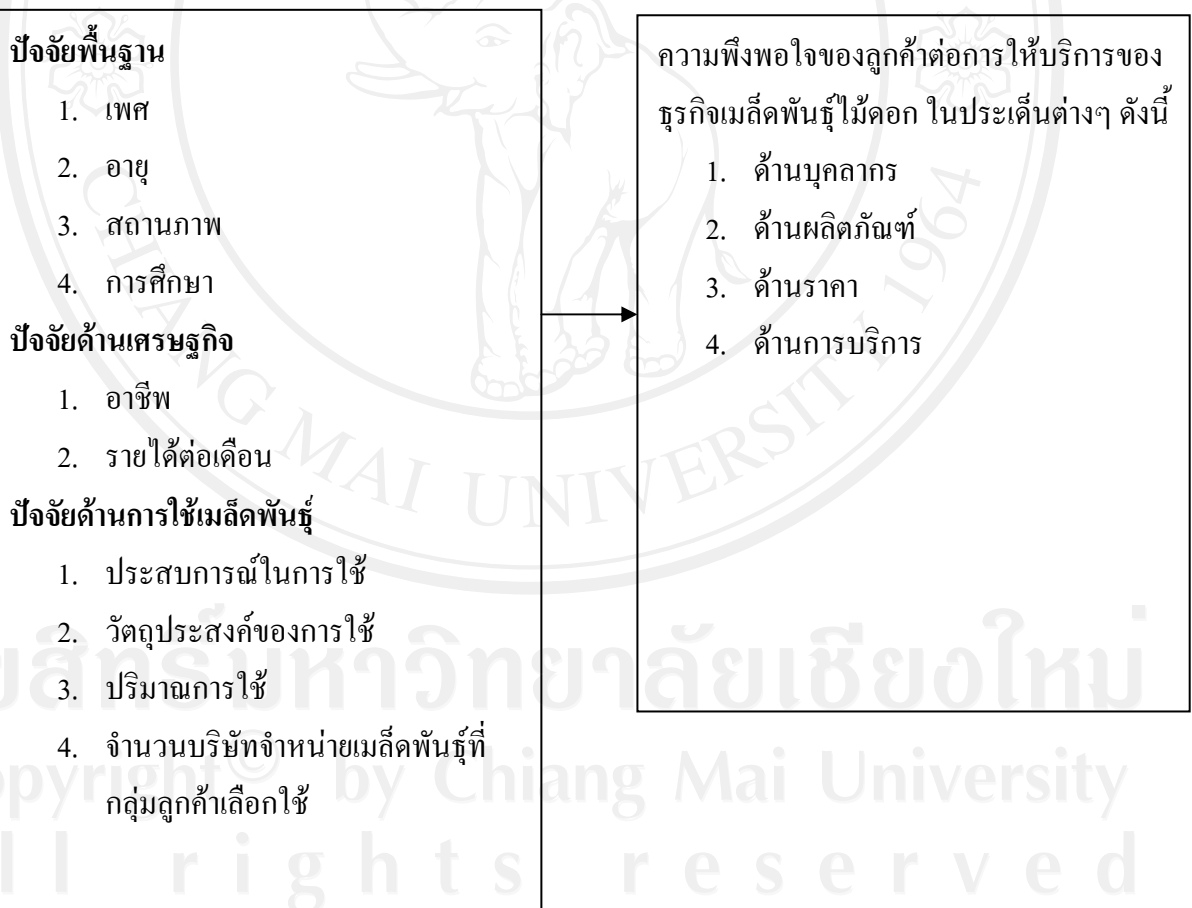 ปัจจัยพื้นฐาน
1. เพศ
2. อายุ
3. สถานภาพ
4. การศึกษา
ปัจจัยด้านเศรษฐกิจ
1. อาชีพ
2. รายได้ต่อเดือน
ปัจจัยด้านการใช้เมล็ดพันธุ์
1. ประสบการณ์ในการใช้
2. วัตถุประสงค์ของการใช้
3. ปริมาณการใช้
4. จำนวนบริษัทจำหน่ายเมล็ดพันธุ์ที่
กลุ่มลูกค้าเลือกใช้
ความพึงพอใจของลูกค้าต่อการให้บริการของ
ธุรกิจเมล็ดพันธุ์ไม้ดอก ในประเด็นต่างๆ ดังนี้
1. ด้านบุคลากร
2. ด้านผลิตภัณฑ์
3. ด้านราคา
4. ด้านการบริการ
CHIANG MAI UNIVERSITY 1964
ยสิทธิ์มหาวิทยาลัยเชียงใหม่
opyright© by Chiang Mai University
ll rights reserved